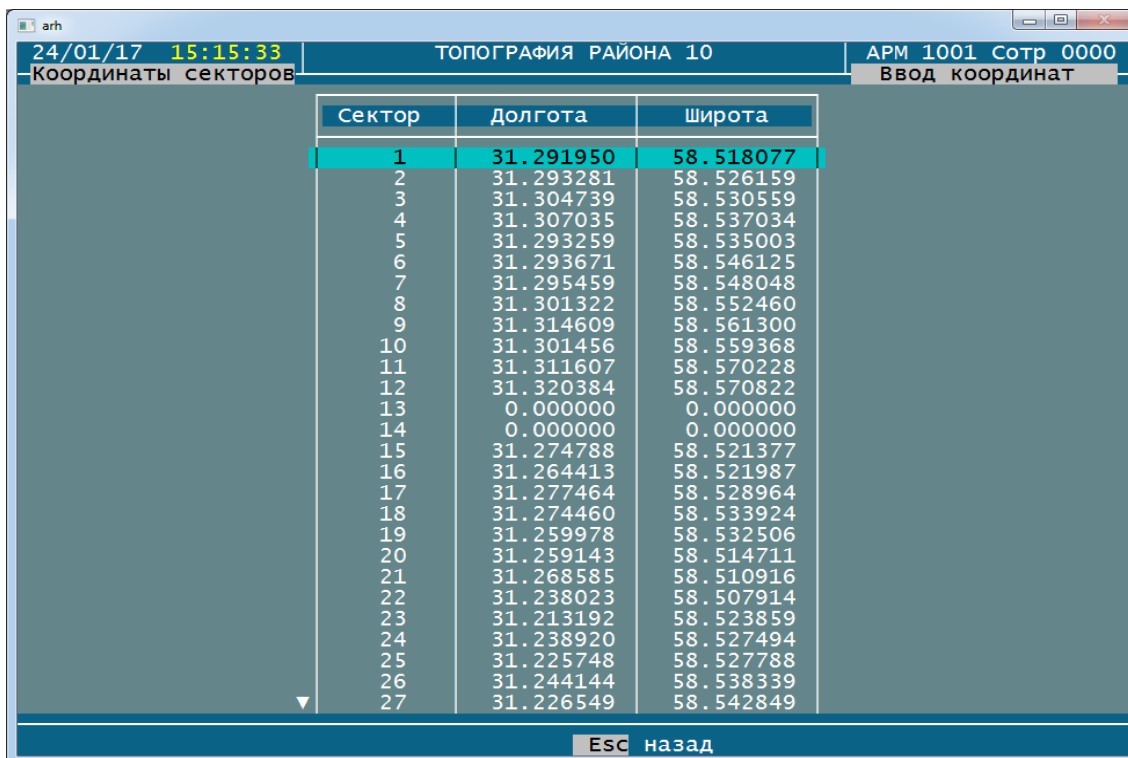 arh
24/01/17 15:15:33 ТОПОГРАФИЯ РАЙОНА 10 АРМ 1001 Сотр 0000
Координаты секторов Ввод координат
Сектор Долгота Широта
1 31.291950 58.518077
2 31.293281 58.526159
3 31.304739 58.530559
4 31.307035 58.537034
5 31.293259 58.535003
6 31.293671 58.546125
7 31.295459 58.548048
8 31.301322 58.552460
9 31.314609 58.561300
10 31.301456 58.559368
11 31.311607 58.570228
12 31.320384 58.570822
13 0.000000 0.000000
14 0.000000 0.000000
15 31.274788 58.521377
16 31.264413 58.521987
17 31.277464 58.528964
18 31.274460 58.533924
19 31.259978 58.532506
20 31.259143 58.514711
21 31.268585 58.510916
22 31.238023 58.507914
23 31.213192 58.523859
24 31.238920 58.527494
25 31.225748 58.527788
26 31.244144 58.538339
27 31.226549 58.542849
Esc назад